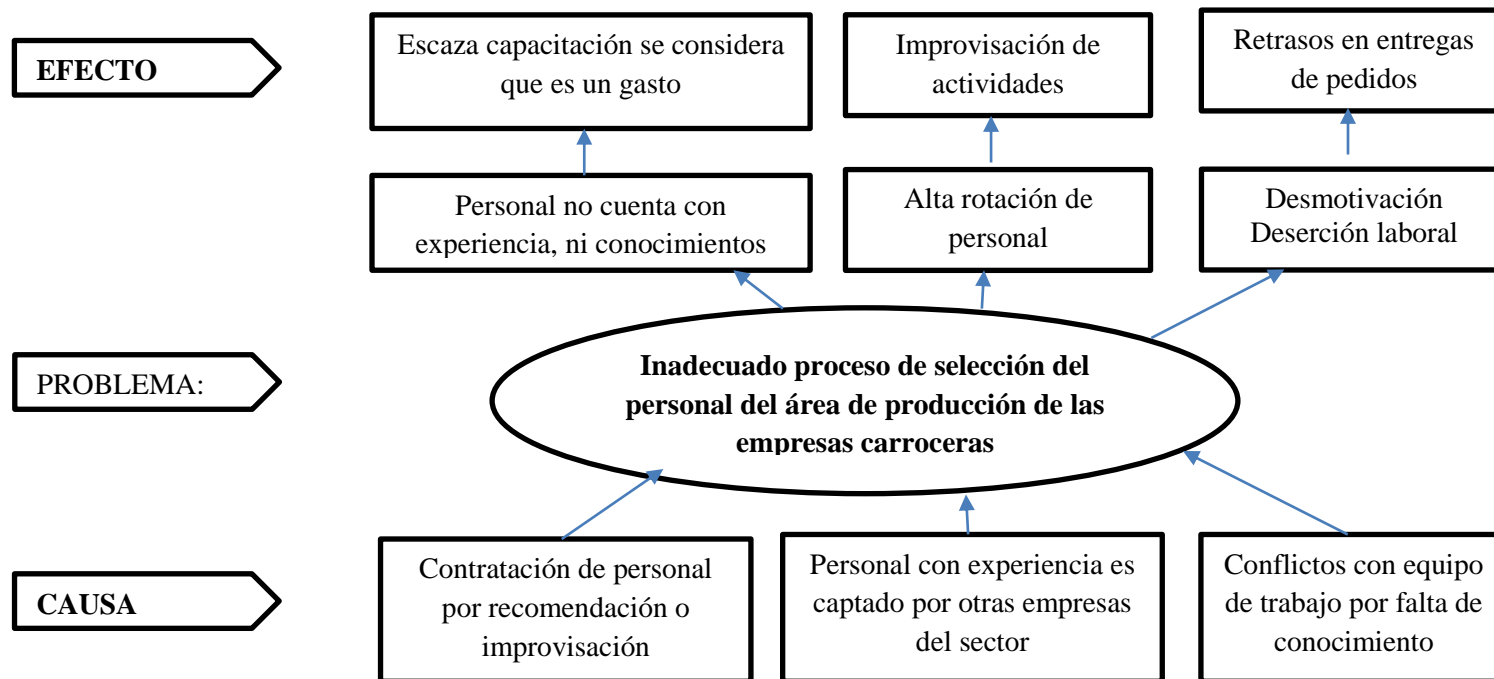 EFECTO
Escaza capacitación se considera
que es un gasto
Improvisación de
actividades
Retrasos en entregas
de pedidos
Personal no cuenta con
experiencia, ni conocimientos
Alta rotación de
personal
Desmotivación
Deserción laboral
PROBLEMA:
Inadecuado proceso de selección del
personal del área de producción de las
empresas carroceras
CAUSA
Contratación de personal
por recomendación o
improvisación
Personal con experiencia es
captado por otras empresas
del sector
Conflictos con equipo
de trabajo por falta de
conocimiento